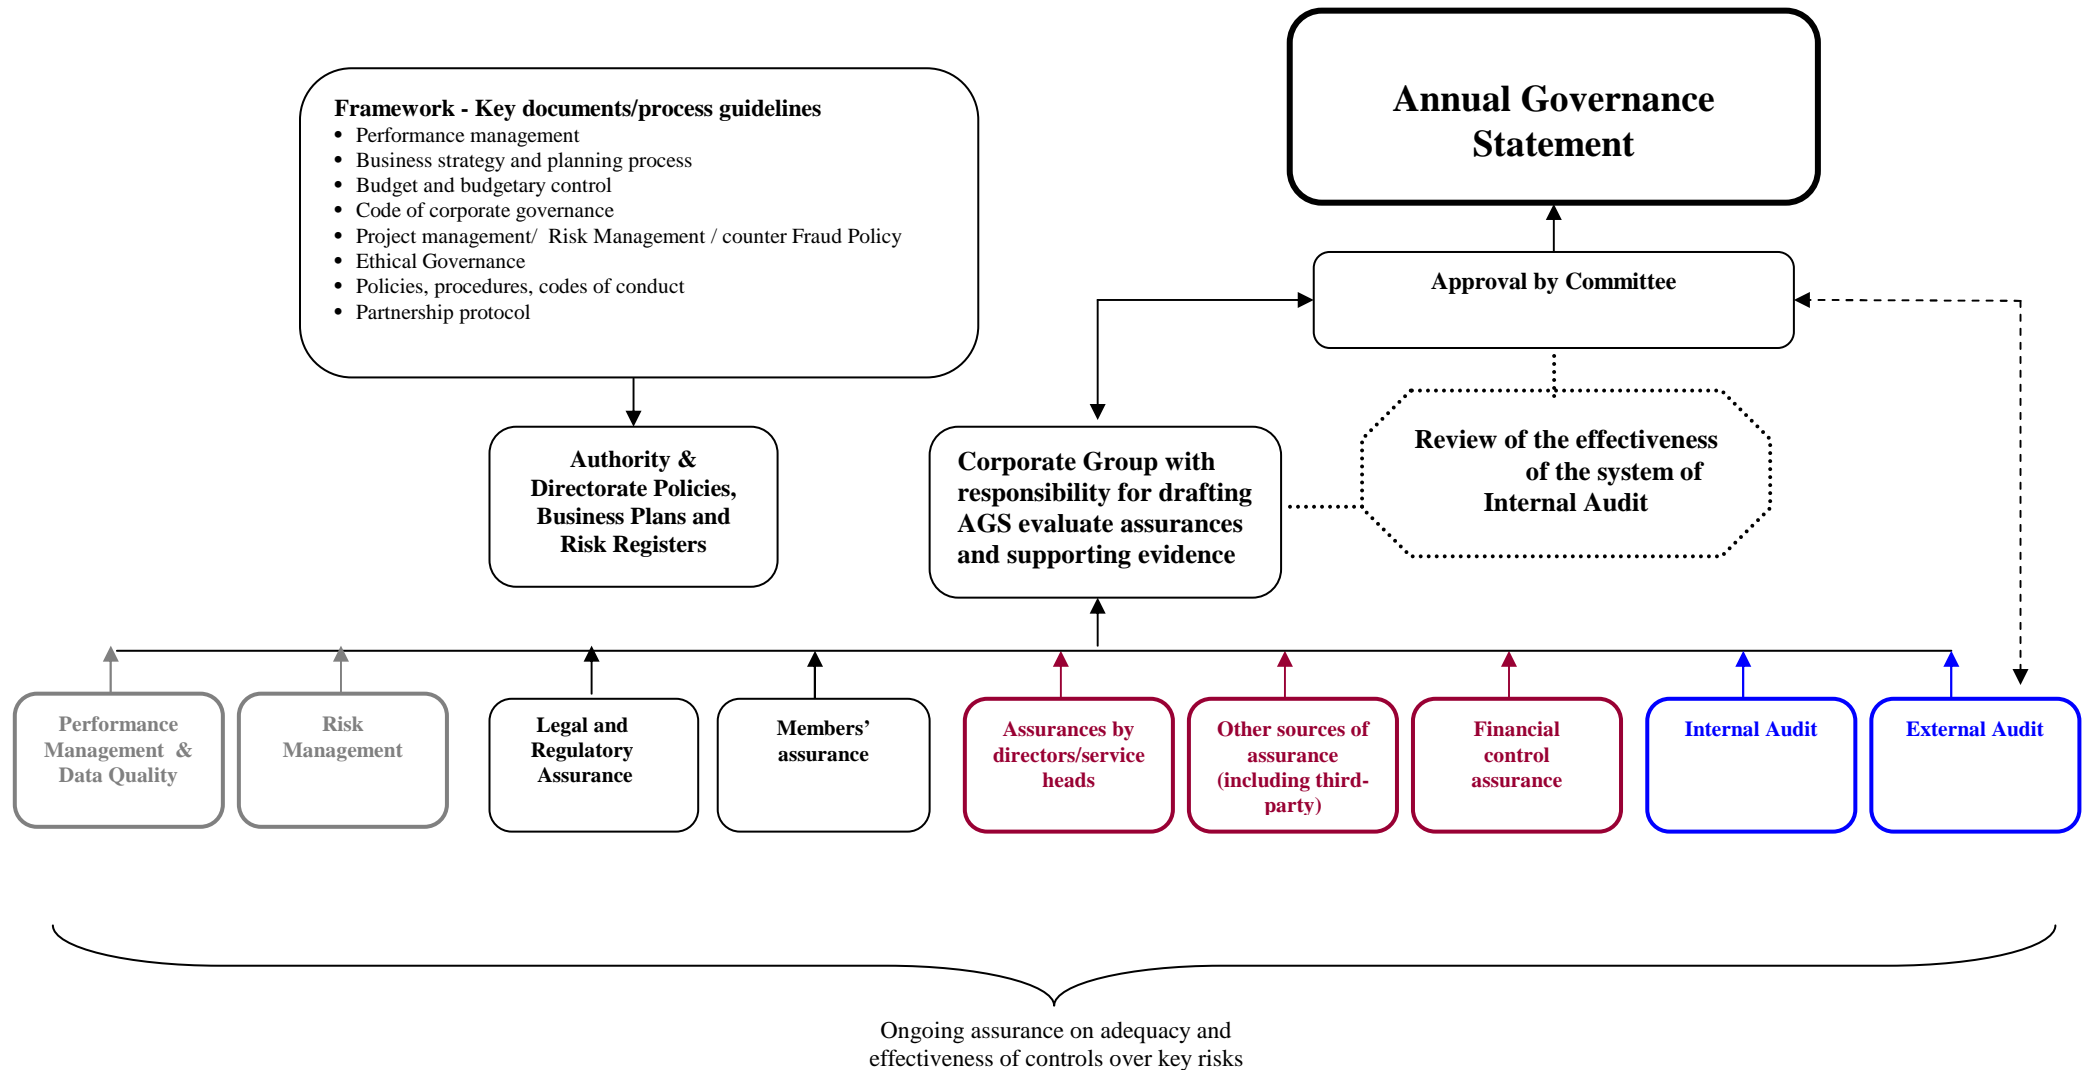 Annual Governance
Statement
Framework - Key documents/process guidelines
• Performance management
• Business strategy and planning process
• Budget and budgetary control
• Code of corporate governance
• Project management/  Risk Management / counter Fraud Policy
• Ethical Governance
• Policies, procedures, codes of conduct
• Partnership protocol
Approval by Committee
Authority &
Directorate Policies,
Business Plans and
Risk Registers
Corporate Group with
responsibility for drafting
AGS evaluate assurances
and supporting evidence
Review of the effectiveness
of the system of
Internal Audit
Performance
Management  &
Data Quality
Risk
Management
Legal and
Regulatory
Assurance
Members’
assurance
Assurances by
directors/service
heads
Other sources of
assurance
(including third-
party)
Financial
control
assurance
Internal Audit
External Audit
Ongoing assurance on adequacy and
effectiveness of controls over key risks